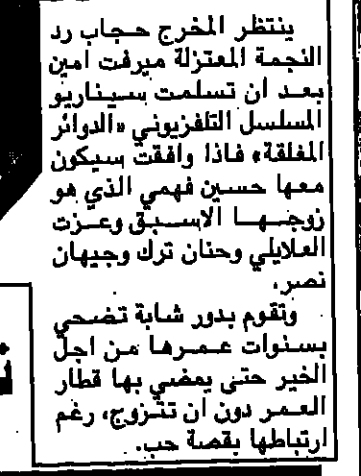 ينتظر المخرج حجاب رد
النجمة المعتزلة ميرفت امين
بعد ان تسلمت سيناريو
المسلسل التلفزيوني «الدوائر
المغلقة» فاذا وافقت سيكون
معها حسين فهمي الذي هو
زوجها الاسبق وعزت
العلايلي وحنان ترك وجيهان
نصر.
وتقوم بدور شابة تضحي
بسنوات عمرها من اجل
الخير حتى يمضي بها قطار
العمر دون ان تتزوج، رغم
ارتباطها بقصة حب.